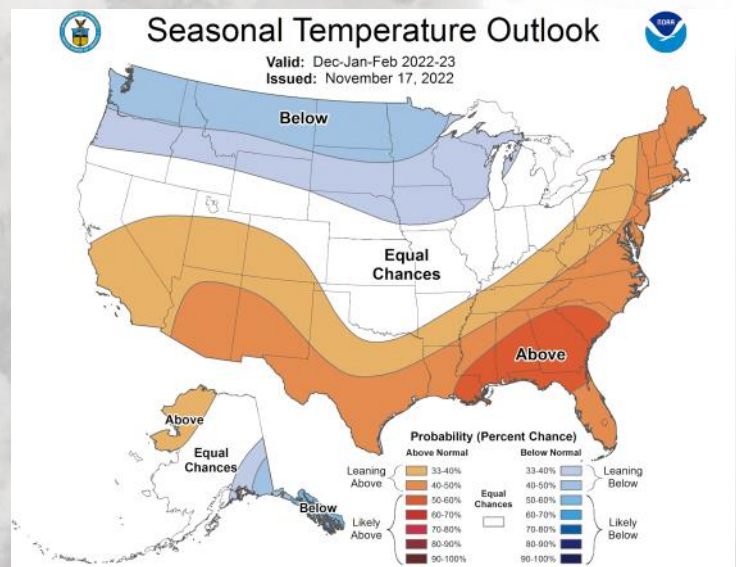 Seasonal Temperature Outlook
NOAA
Valid: Dec-Jan-Feb 2022-23
Issued: November 17, 2022
Below
Equal
Chances
Above
Above
Equal
Chances
Below
Probability (Percent Chance)
Above Normal
Below Normal
Leaning
Above
33-40%
40-50%
Likely
Above
50-60%
60-70%
70-80%
80-90%
90-100%
Equal
Chances
33-40%
40-50%
Leaning
Below
50-60%
60-70%
70-80%
80-90%
90-100%
Likely
Below